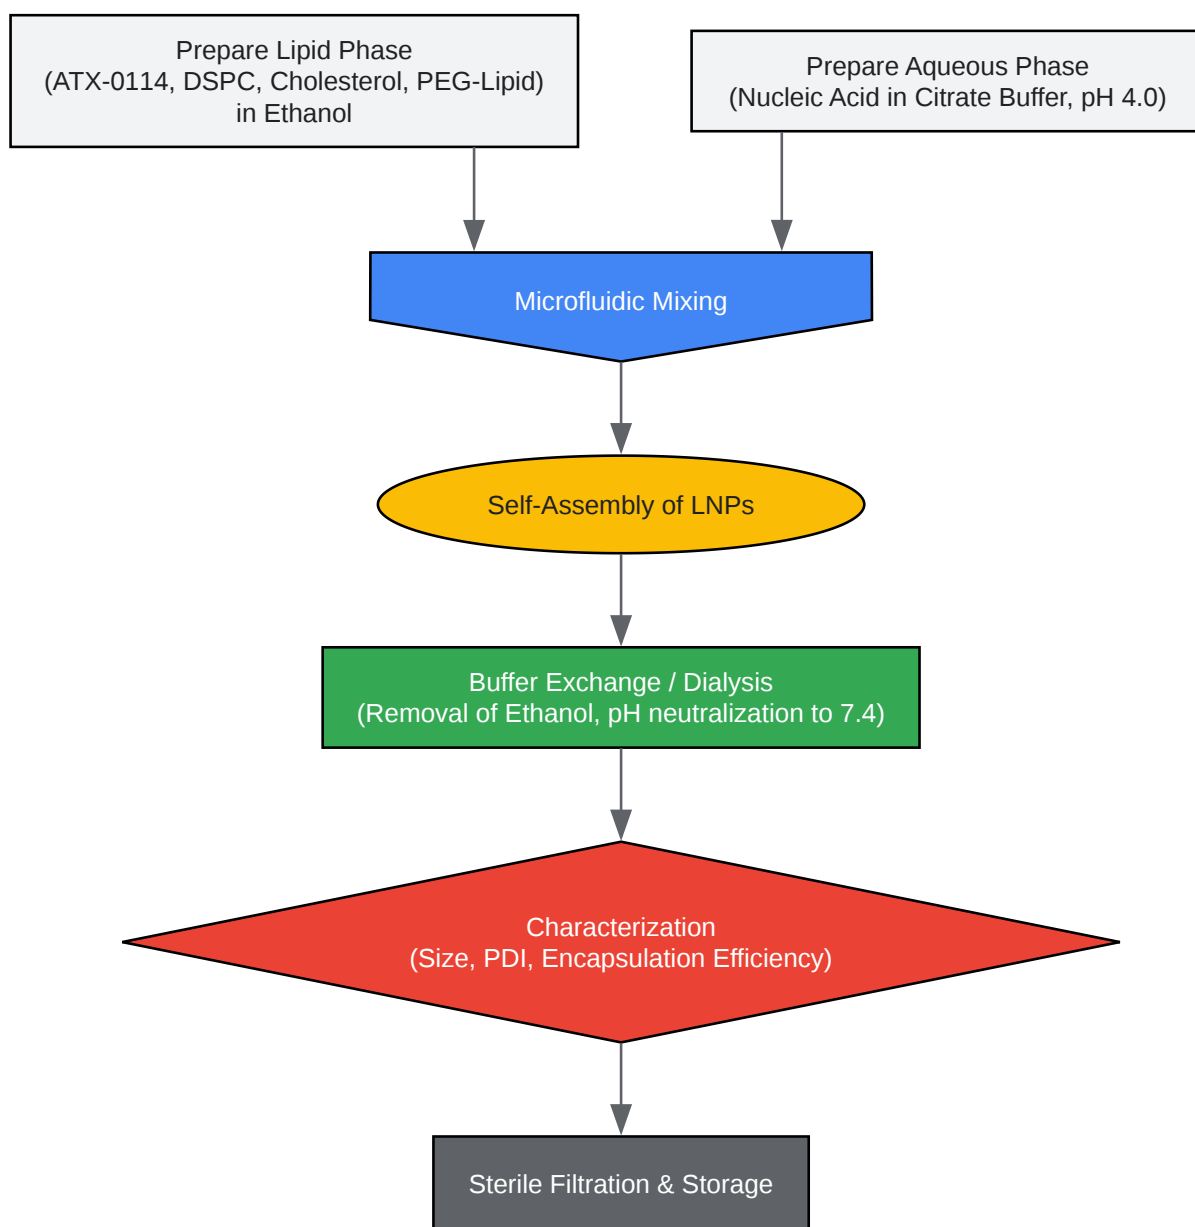 Prepare Lipid Phase
(ATX-0114, DSPC, Cholesterol, PEG-Lipid)
in Ethanol
Prepare Aqueous Phase
(Nucleic Acid in Citrate Buffer, pH 4.0)
Microfluidic Mixing
Self-Assembly of LNPs
Buffer Exchange / Dialysis
(Removal of Ethanol, pH neutralization to 7.4)
Characterization
(Size, PDI, Encapsulation Efficiency)
Sterile Filtration & Storage